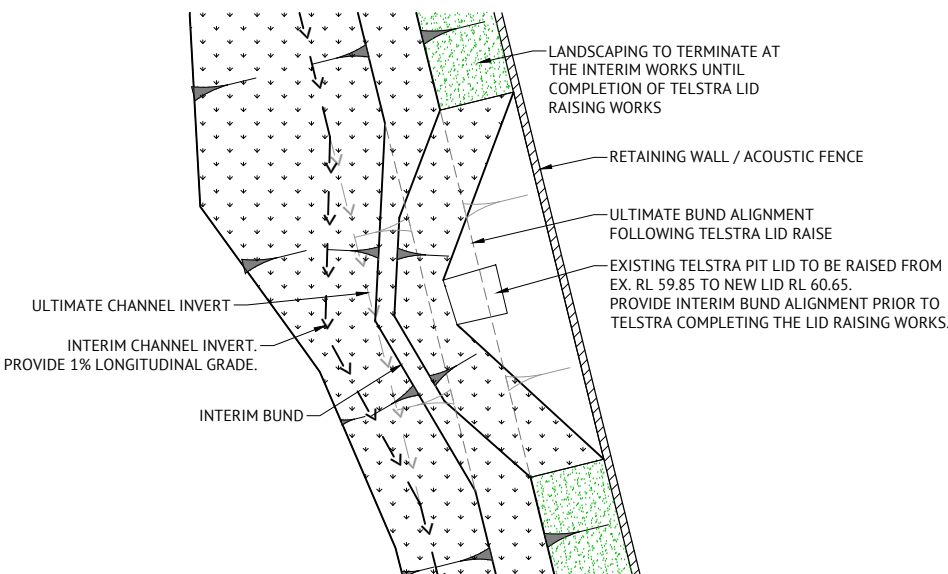 LANDSCAPING TO TERMINATE AT
THE INTERIM WORKS UNTIL
COMPLETION OF TELSTRA LID
RAISING WORKS
RETAINING WALL / ACOUSTIC FENCE
ULTIMATE BUND ALIGNMENT
FOLLOWING TELSTRA LID RAISE
EXISTING TELSTRA PIT LID TO BE RAISED FROM
EX. RL 59.85 TO NEW LID RL 60.65.
PROVIDE INTERIM BUND ALIGNMENT PRIOR TO
TELSTRA COMPLETING THE LID RAISING WORKS.
ULTIMATE CHANNEL INVERT
INTERIM CHANNEL INVERT.
PROVIDE 1% LONGITUDINAL GRADE.
INTERIM BUND